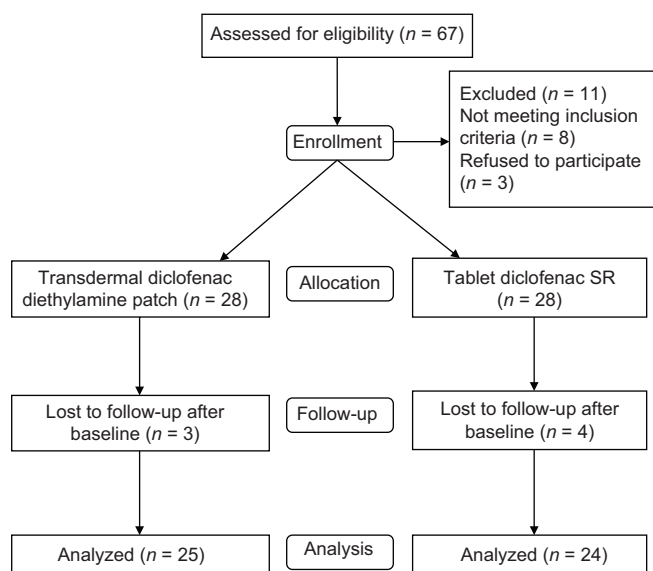 Assessed for eligibility (n = 67)
Excluded (n = 11)
Not meeting inclusion
criteria (n = 8)
Refused to participate
(n = 3)
Enrollment
Transdermal diclofenac
diethylamine patch (n = 28)
Allocation
Tablet diclofenac SR
(n = 28)
Lost to follow-up after
baseline (n = 3)
Follow-up
Lost to follow-up after
baseline (n = 4)
Analyzed (n = 25)
Analysis
Analyzed (n = 24)